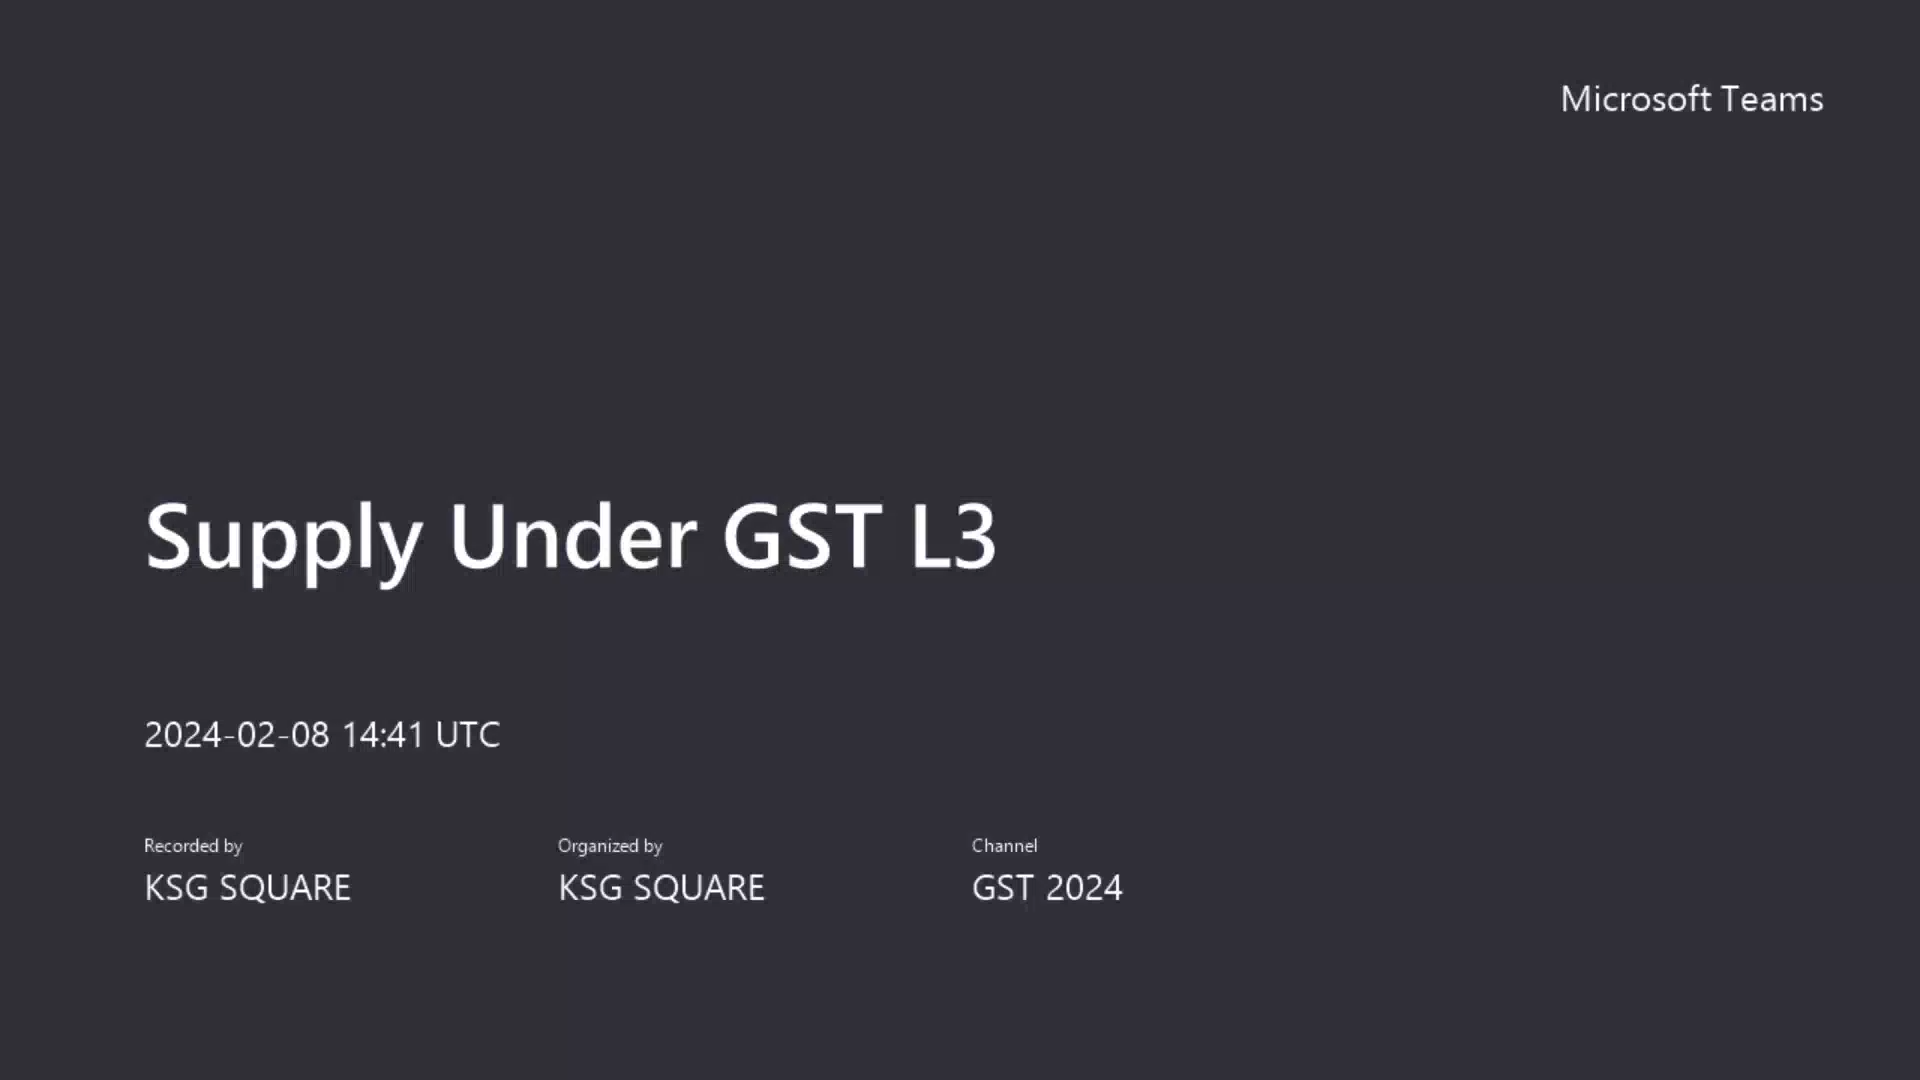 Microsoft Teams
Supply Under GST L3
2024-02-08 14:41 UTC
Recorded by
KSG SQUARE
Organized by
KSG SQUARE
Channel
GST 2024